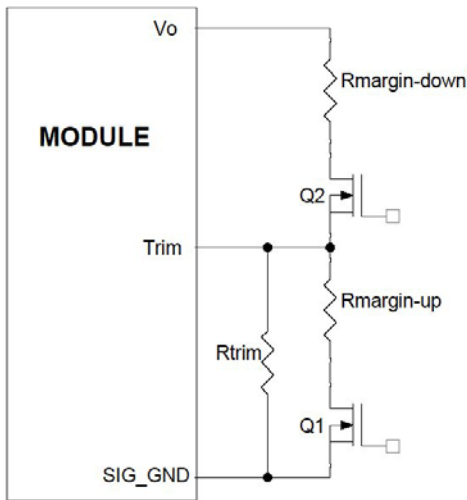 Vo
Rmargin-down
MODULE
Q2
Trim
Rmargin-up
Rtrim
Q1
SIG_GND